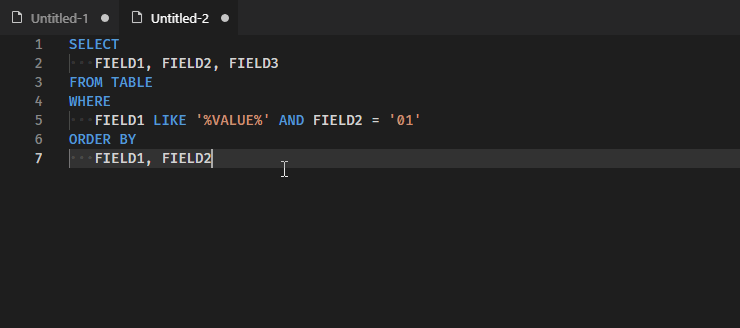 Untitled-1 Untitled-2
1 SELECT
2 FIELD1, FIELD2, FIELD3
3 FROM TABLE
4 WHERE
5 FIELD1 LIKE '%VALUE%' AND FIELD2 = '01'
6 ORDER BY
7 FIELD1, FIELD2